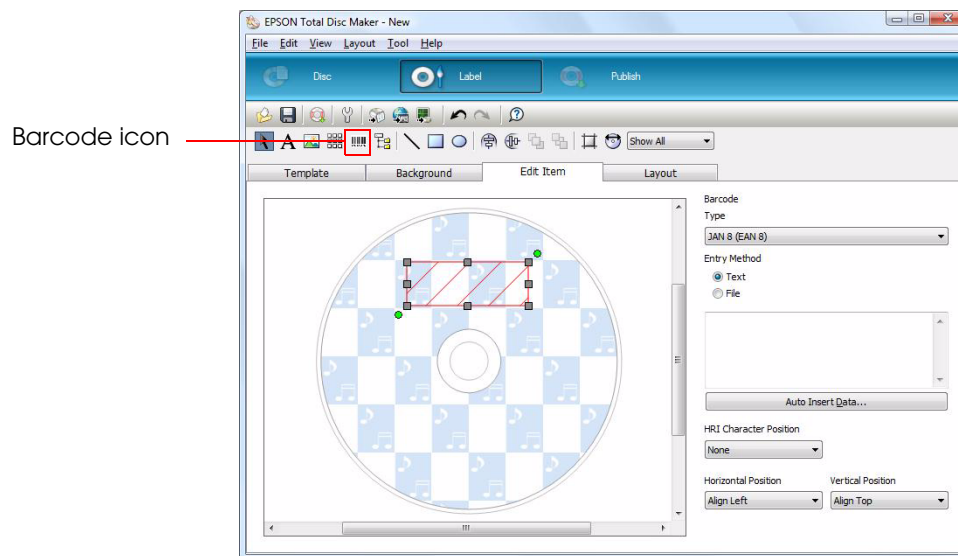 EPSON Total Disc Maker - New
File Edit View Layout Tool Help
Disc Label Publish
Barcode icon
A Show All
Template Background Edit Item Layout
Barcode
Type
JAN 8 (EAN 8)
Entry Method
Text
File
Auto Insert Data...
HRI Character Position
None
Horizontal Position Vertical Position
Align Left Align Top